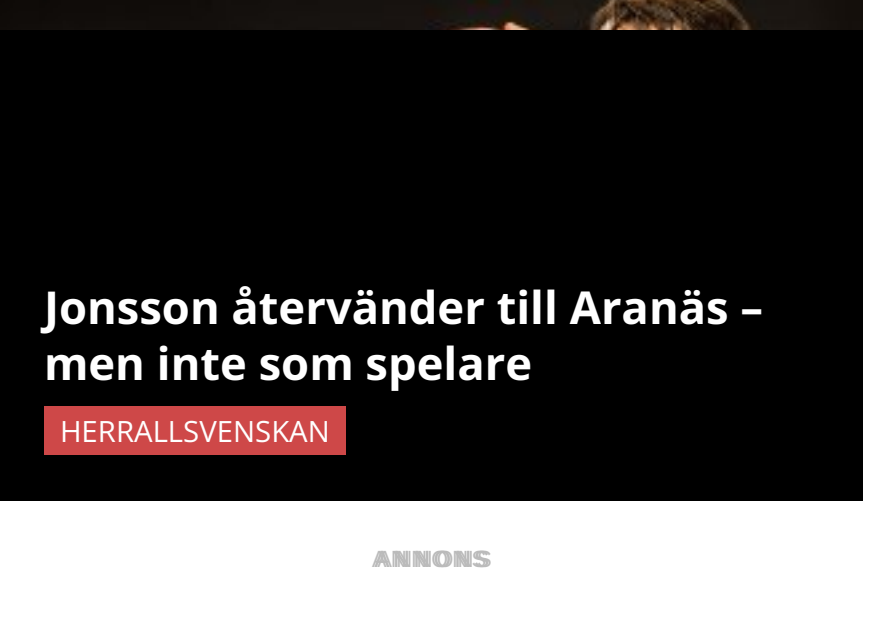 Jonsson återvänder till Aranäs –
men inte som spelare
HERRALLSVENSKAN
ANNONS